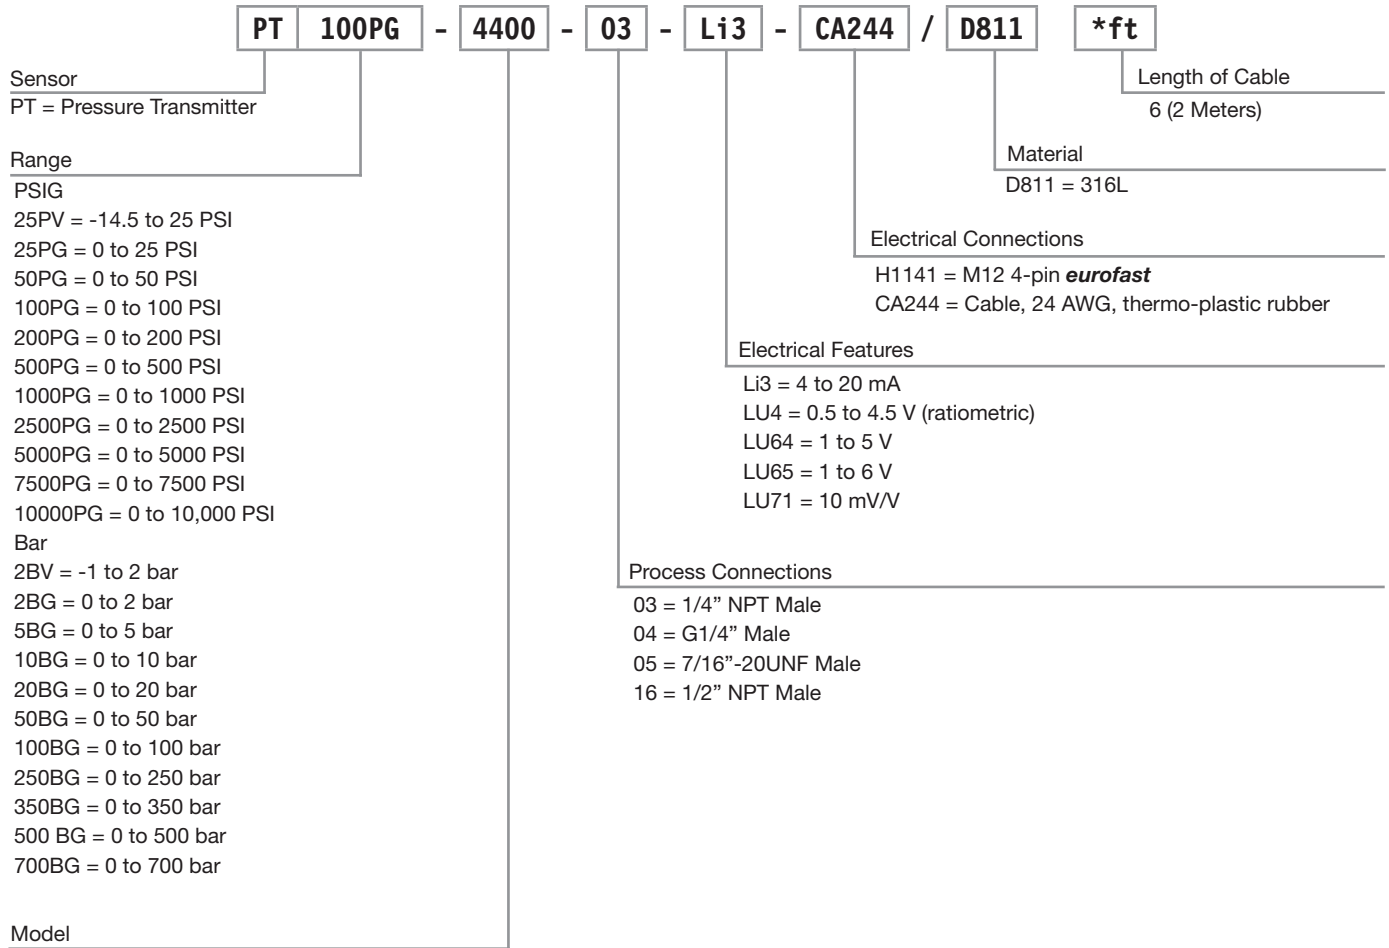 PT 100PG - 4400 - 03 - Li3 - CA244 / D811 *ft
Sensor
PT = Pressure Transmitter
Range
PSIG
25PV = -14.5 to 25 PSI
25PG = 0 to 25 PSI
50PG = 0 to 50 PSI
100PG = 0 to 100 PSI
200PG = 0 to 200 PSI
500PG = 0 to 500 PSI
1000PG = 0 to 1000 PSI
2500PG = 0 to 2500 PSI
5000PG = 0 to 5000 PSI
7500PG = 0 to 7500 PSI
10000PG = 0 to 10,000 PSI
Bar
2BV = -1 to 2 bar
2BG = 0 to 2 bar
5BG = 0 to 5 bar
10BG = 0 to 10 bar
20BG = 0 to 20 bar
50BG = 0 to 50 bar
100BG = 0 to 100 bar
250BG = 0 to 250 bar
350BG = 0 to 350 bar
500 BG = 0 to 500 bar
700BG = 0 to 700 bar
Model
Length of Cable
6 (2 Meters)
Material
D811 = 316L
Electrical Connections
H1141 = M12 4-pin eurofast
CA244 = Cable, 24 AWG, thermo-plastic rubber
Electrical Features
Li3 = 4 to 20 mA
LU4 = 0.5 to 4.5 V (ratiometric)
LU64 = 1 to 5 V
LU65 = 1 to 6 V
LU71 = 10 mV/V
Process Connections
03 = 1/4” NPT Male
04 = G1/4” Male
05 = 7/16”-20UNF Male
16 = 1/2” NPT Male